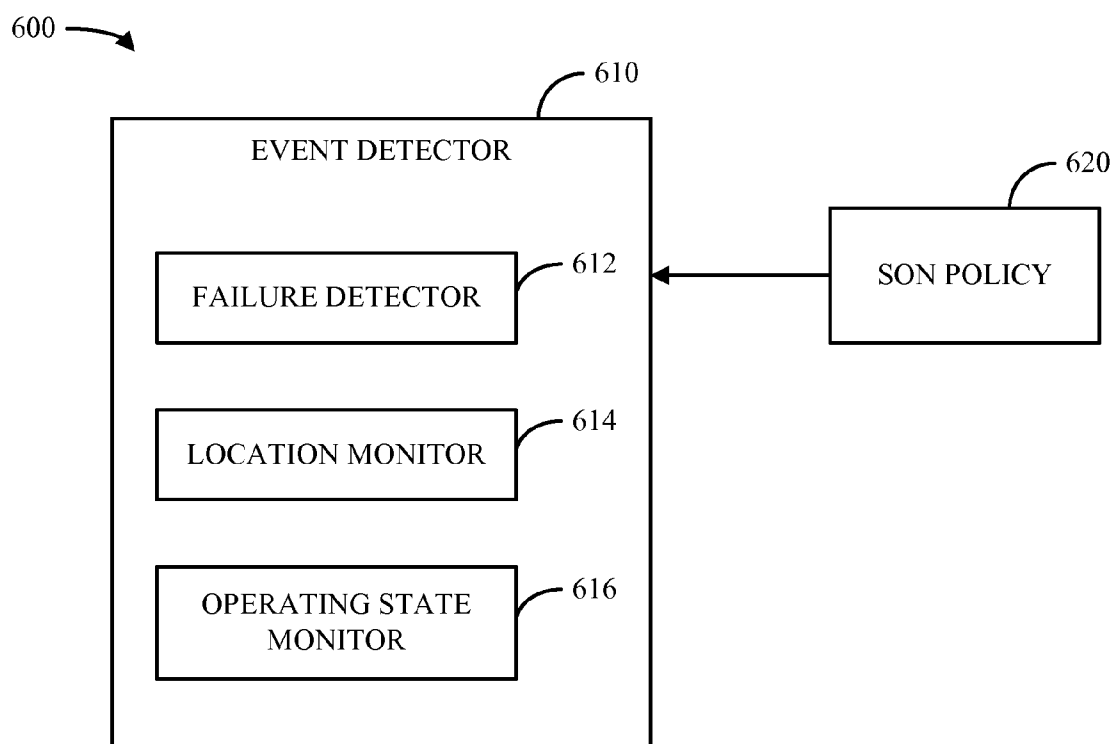 600
610
EVENT DETECTOR
620
SON POLICY
612
FAILURE DETECTOR
614
LOCATION MONITOR
616
OPERATING STATE
MONITOR